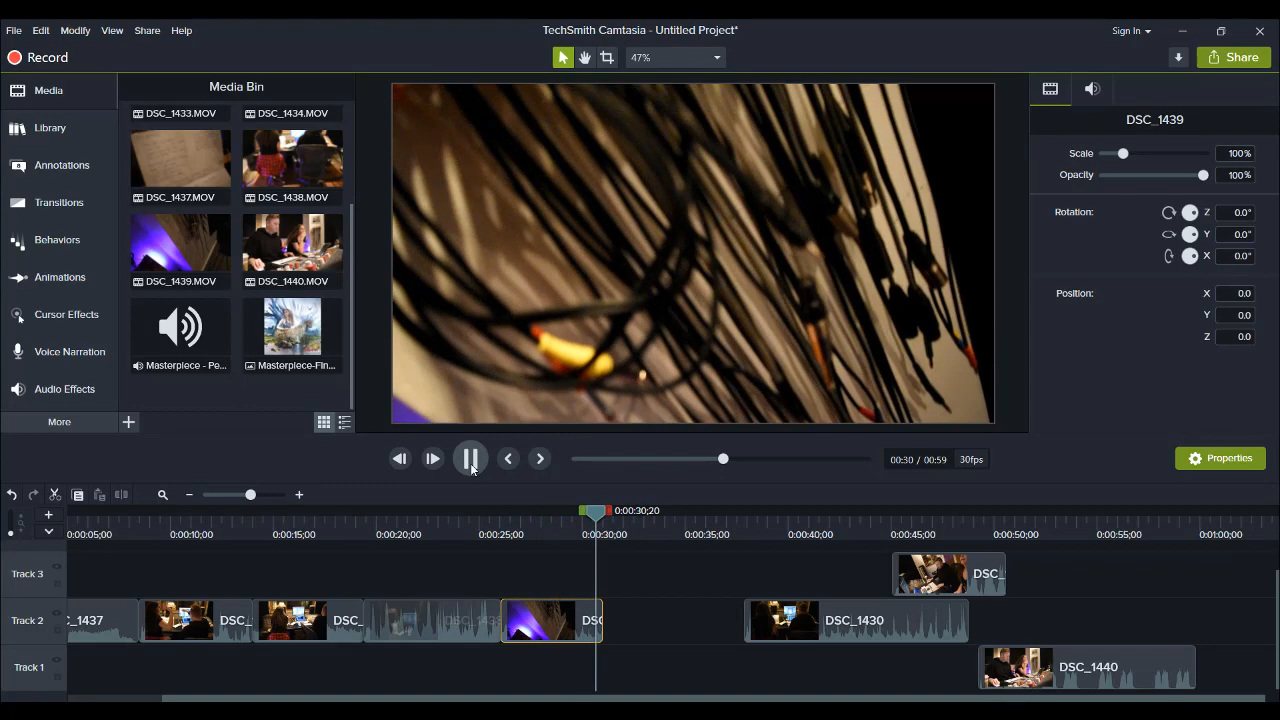 TechSmith Camtasia - Untitled Project*
File Edit Modify View Share Help
Sign In
Record
47%
Share
Media
Library
Annotations
Transitions
Behaviors
Animations
Cursor Effects
Voice Narration
Audio Effects
More
Media Bin
DSC_1433.MOV DSC_1434.MOV
DSC_1437.MOV DSC_1438.MOV
DSC_1439.MOV DSC_1440.MOV
Masterpiece - Pe... Masterpiece-Fin...
DSC_1439
Scale 100%
Opacity 100%
Rotation: Z 0.0°
Y 0.0°
X 0.0°
Position: X 0.0
Y 0.0
Z 0.0
00:30 / 00:59 30fps
Properties
0:00:30;20
0:00:05;00 0:00:10;00 0:00:15;00 0:00:20;00 0:00:25;00 0:00:30;00 0:00:35;00 0:00:40;00 0:00:45;00 0:00:50;00 0:00:55;00 0:01:00;00
Track 3 DSC_
Track 2 _1437 DSC_ DSC_ DSC_1430
Track 1 DSC_1440